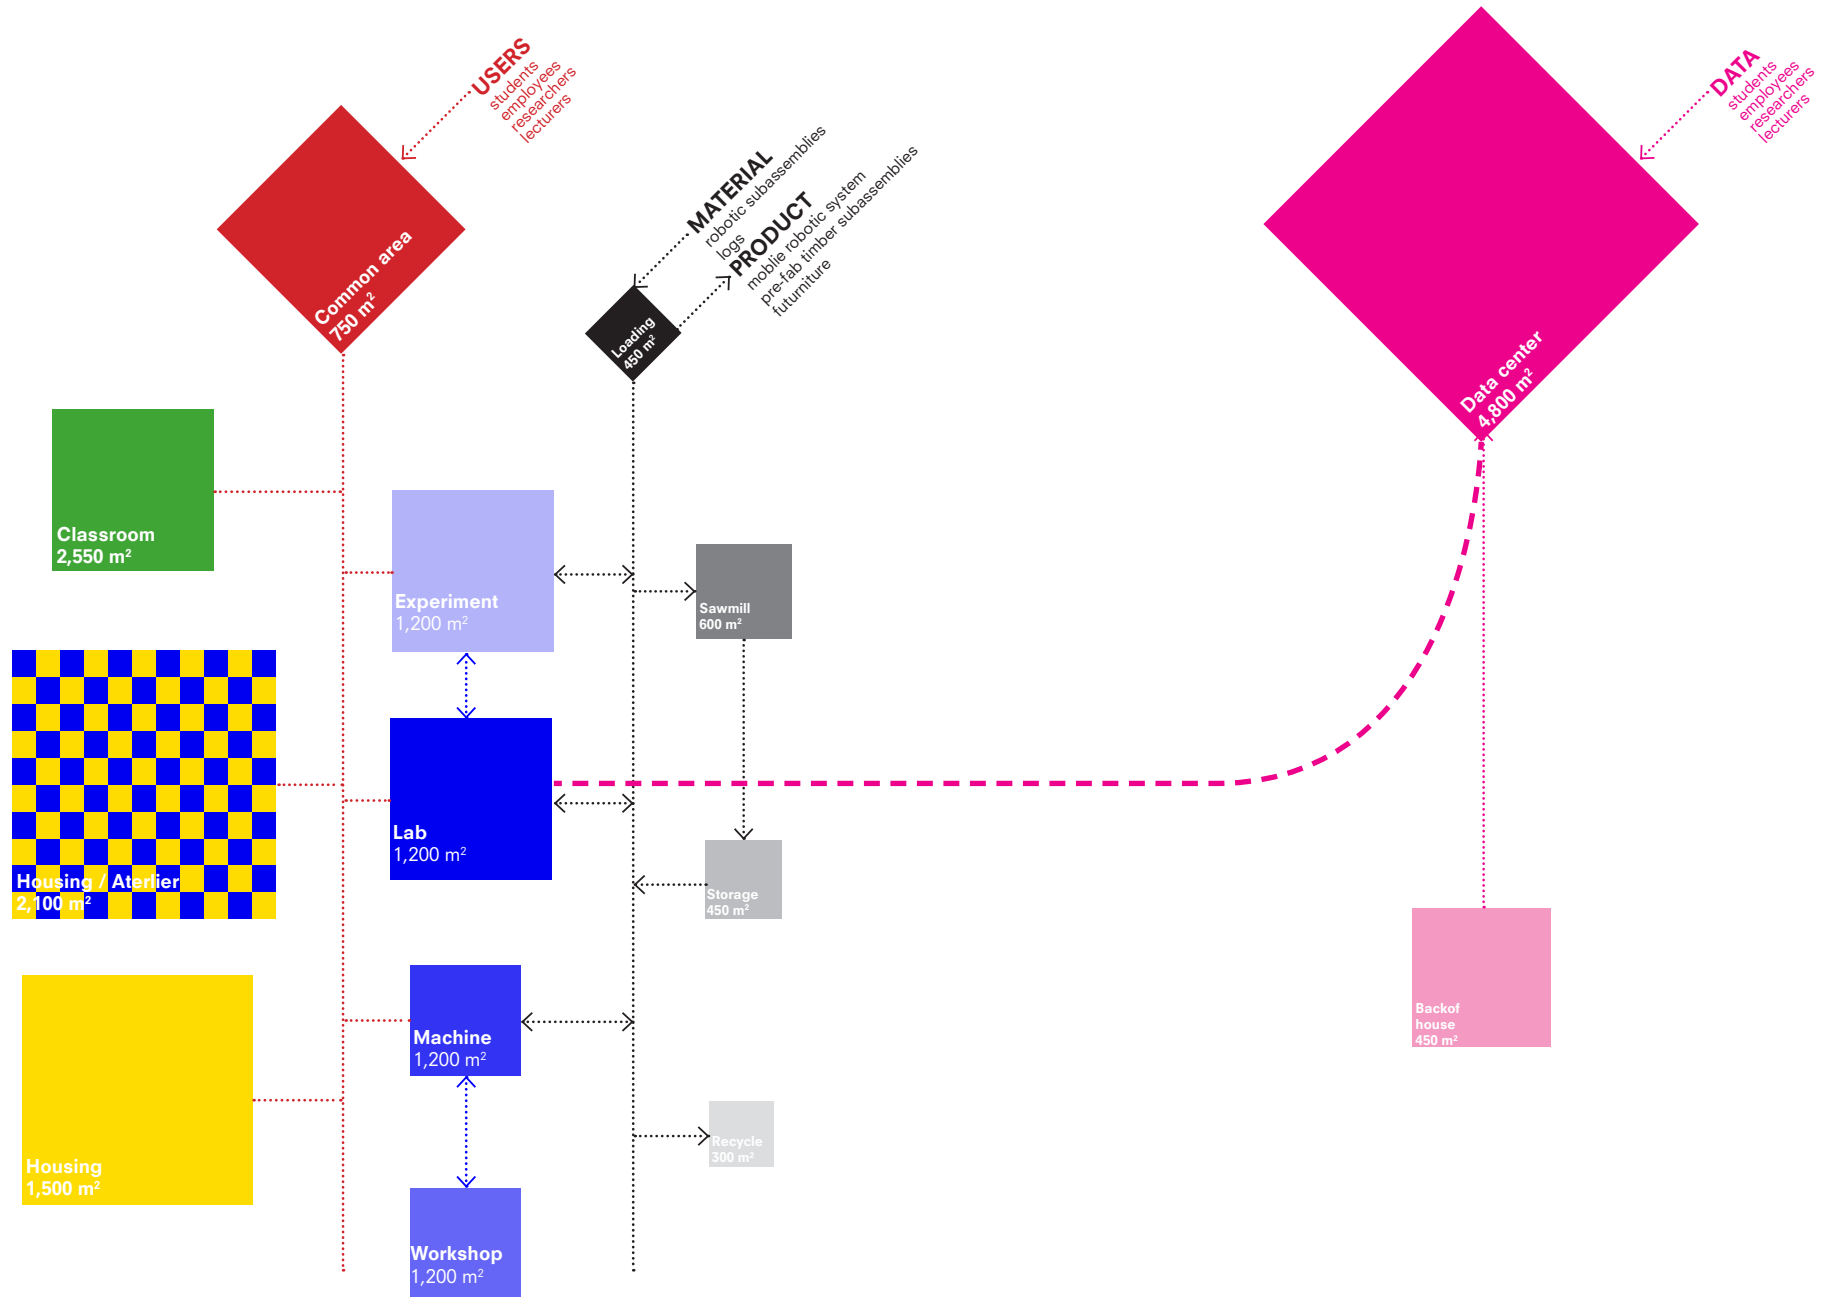 USERS
students
employees
researchers
lecturers
DATA
students
employees
researchers
lecturers
MATERIAL
robotic subassemblies
logs
PRODUCT
moblie robotic system
pre-fab timber subassemblies
futurniture
Common area
750 m²
Loading
450 m²
Data center
4,800 m²
Classroom
2,550 m²
Experiment
1,200 m²
Sawmill
600 m²
Lab
1,200 m²
Housing / Aterlier
2,100 m²
Storage
450 m²
Backof
house
450 m²
Machine
1,200 m²
Recycle
300 m²
Housing
1,500 m²
Workshop
1,200 m²